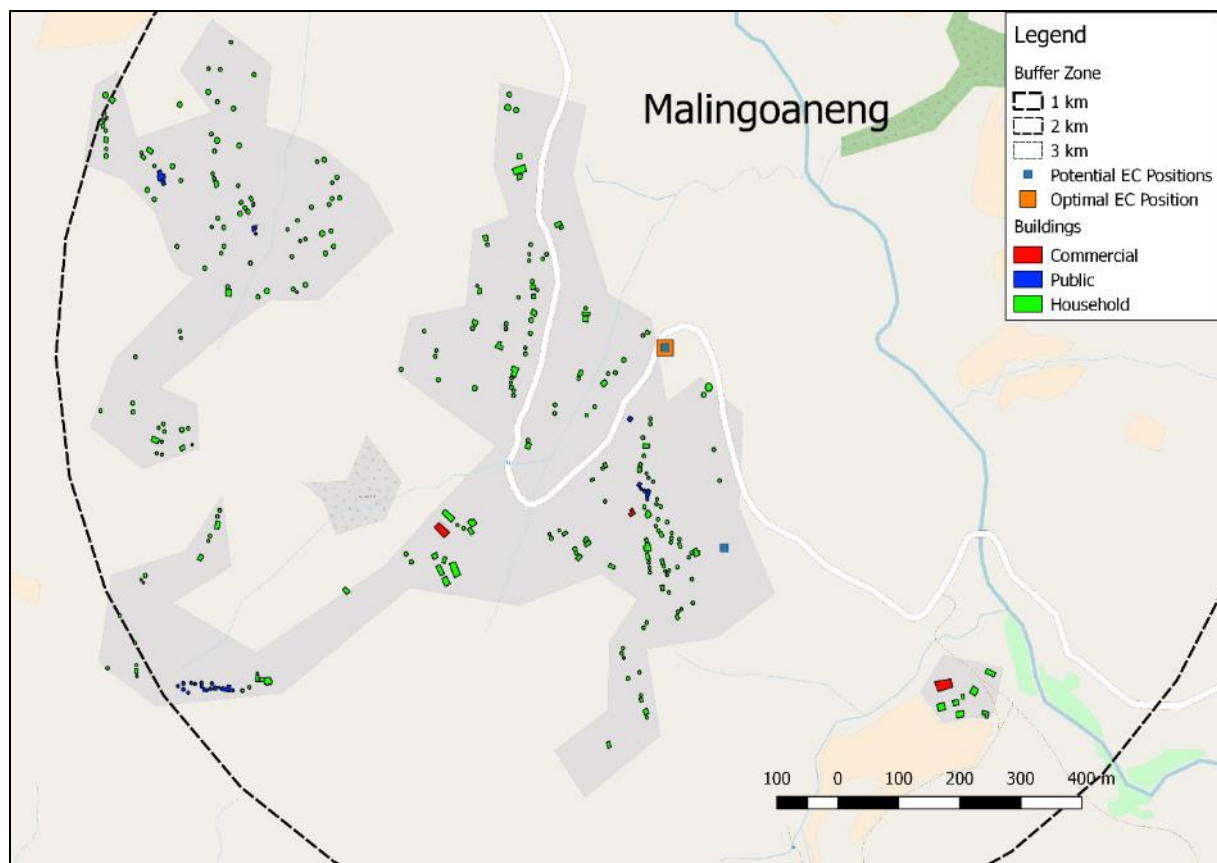 Malingoaneng
Legend
Buffer Zone
1 km
2 km
3 km
Potential EC Positions
Optimal EC Position
Buildings
Commercial
Public
Household
100 0 100 200 300 400 m